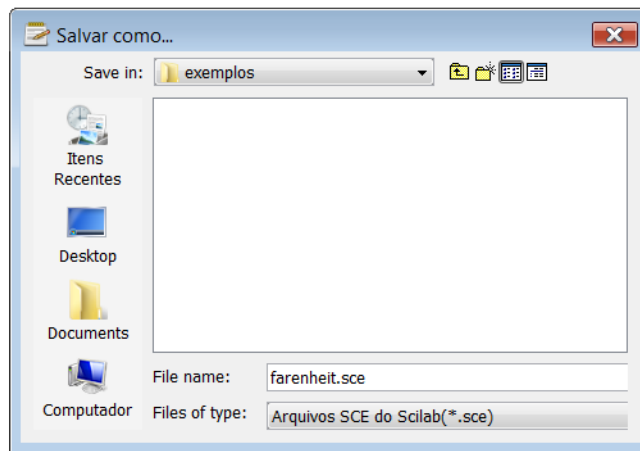 Salvar como...
Save in: exemplos
Itens
Recentes
Desktop
Documents
Computador
File name: farenheit.sce
Files of type: Arquivos SCE do Scilab(*.sce)